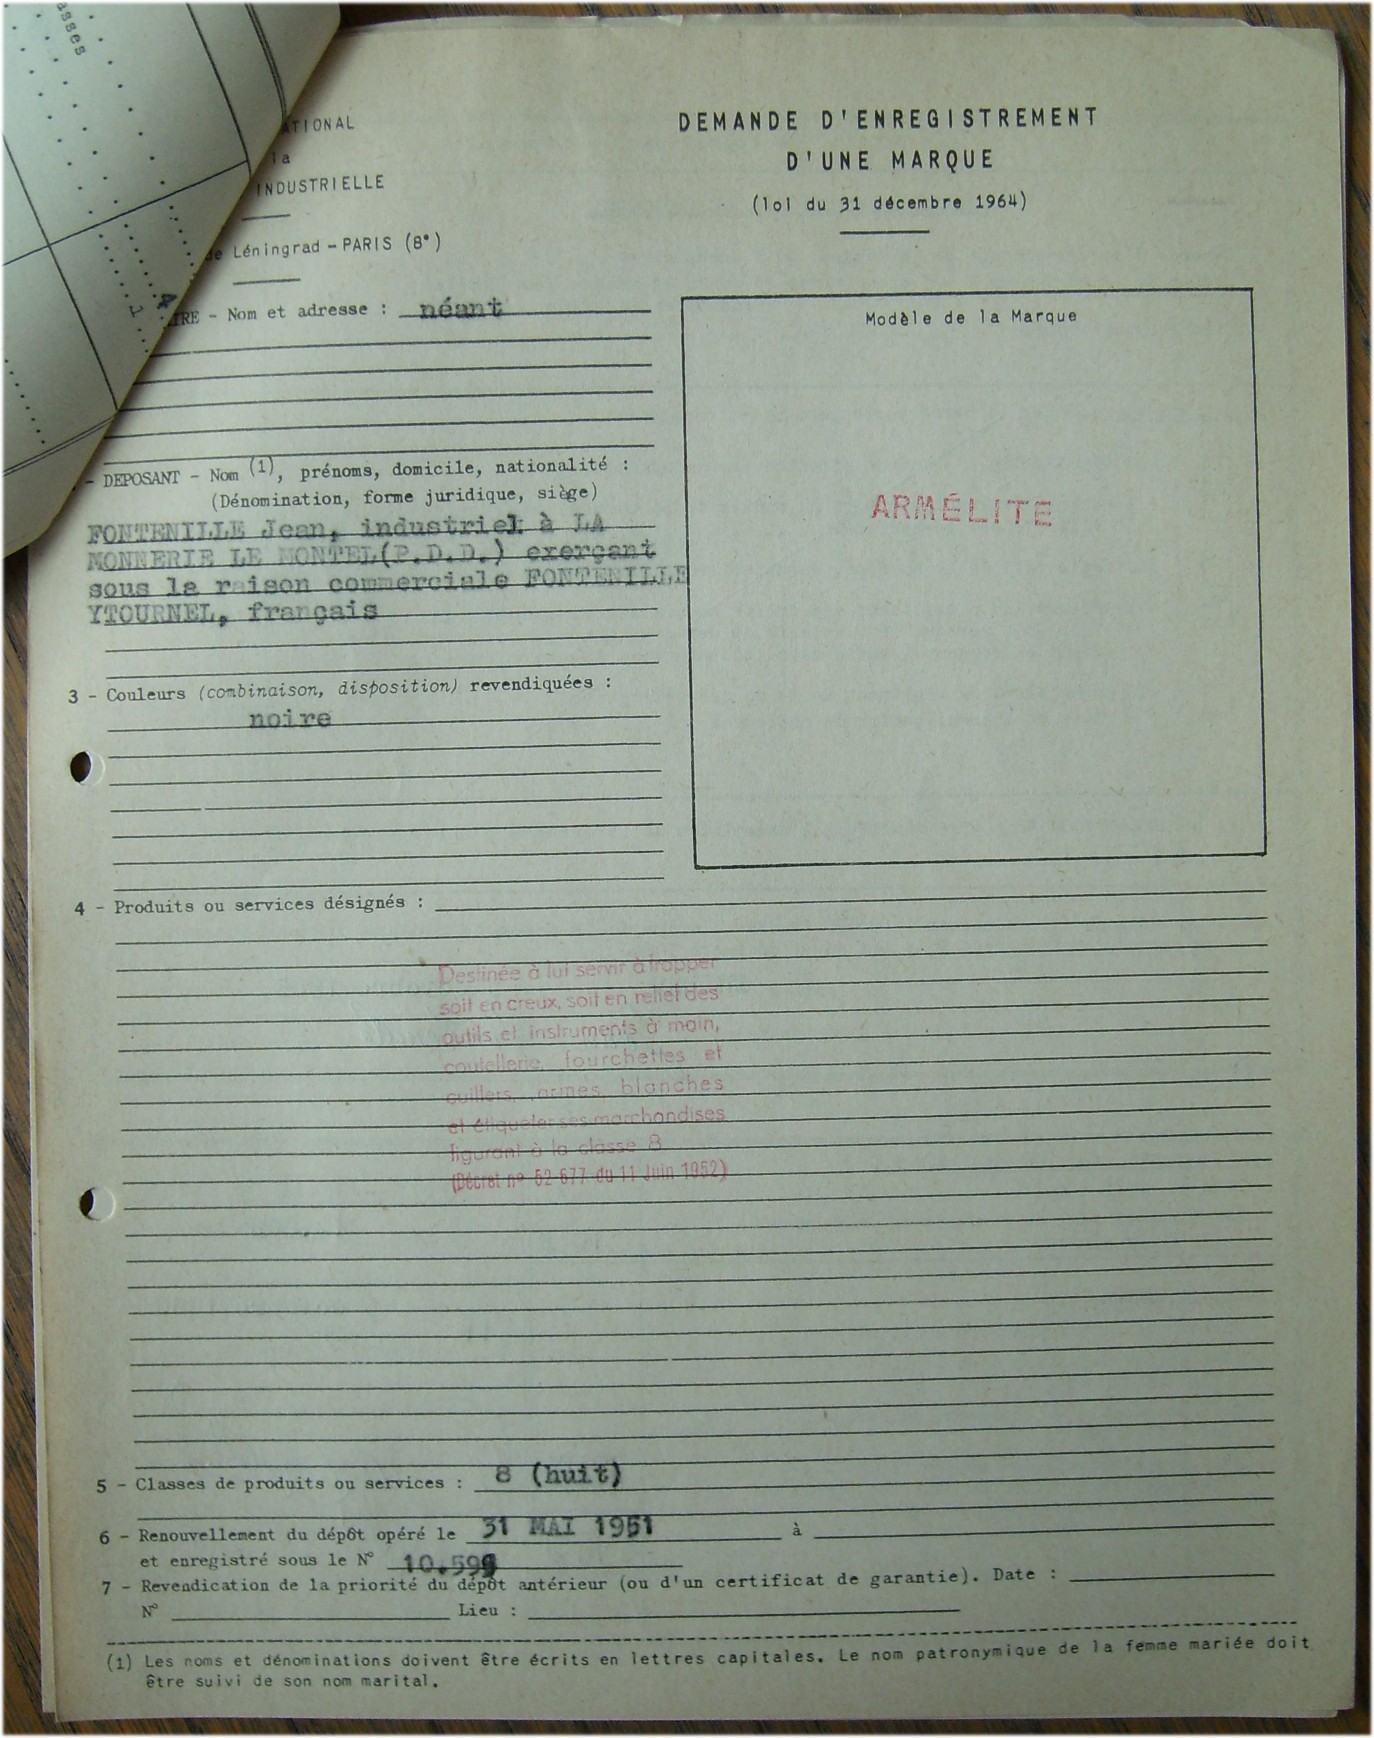 asses
ATIONAL
la
INDUSTRIELLE
de Léningrad - PARIS (8°)
DEMANDE D'ENREGISTREMENT
D'UNE MARQUE
(loi du 31 décembre 1964)
IRE - Nom et adresse : néant
Modèle de la Marque
ARMÉLITE
- DEPOSANT - Nom (1), prénoms, domicile, nationalité :
(Dénomination, forme juridique, siège)
FONTENILLE Jean, industriel à LA
MONNERIE LE MONTEL(P.D.D.) exerçant
sous la raison commerciale FONTENILLE
YTOURNEL, français
3 - Couleurs (combinaison, disposition) revendiquées :
noire
4 - Produits ou services désignés :
Destinée à lui servir à frapper
soit en creux, soit en relief des
outils et instruments à main,
coutellerie, fourchettes et
cuillers, armes, blanches
et étiqueter ses marchandises
figurant à la classe 8
(Décret nº 52-677 du 11 Juin 1952)
5 - Classes de produits ou services : 8 (huit)
6 - Renouvellement du dépôt opéré le 31 MAI 1951 à
et enregistré sous le N°
7 - Revendication de la priorité du dépôt antérieur (ou d'un certificat de garantie). Date :
N° Lieu :
(1) Les noms et dénominations doivent être écrits en lettres capitales. Le nom patronymique de la femme mariée doit
être suivi de son nom marital.